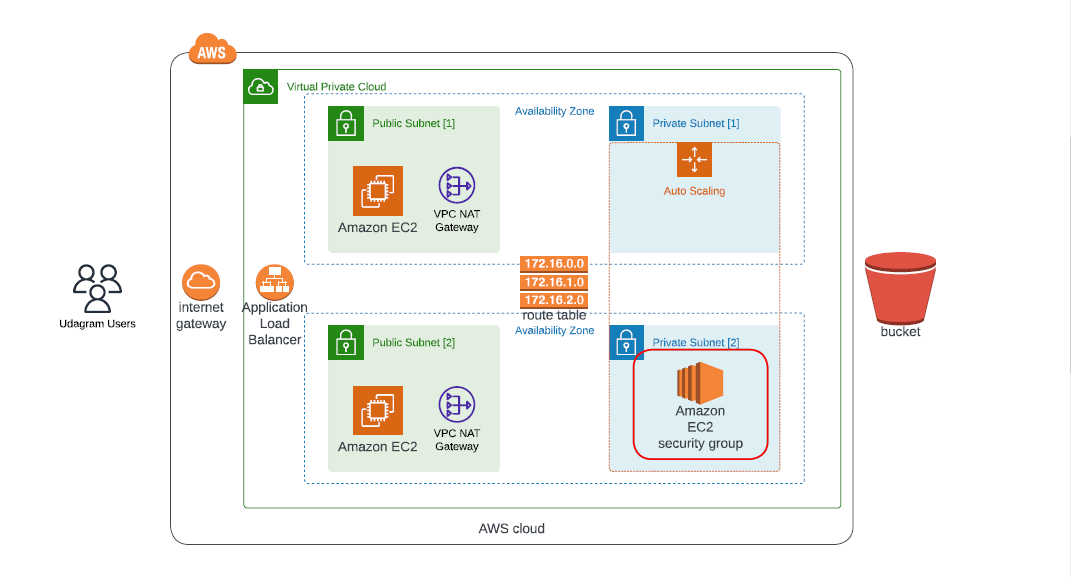 AWS
Virtual Private Cloud
Availability Zone
Public Subnet [1]
Private Subnet [1]
Auto Scaling
Amazon EC2
VPC NAT
Gateway
172.16.0.0
172.16.1.0
172.16.2.0
route table
Udagram Users
internet
gateway
Application
Load
Balancer
bucket
Availability Zone
Public Subnet [2]
Private Subnet [2]
Amazon EC2
VPC NAT
Gateway
Amazon
EC2
security group
AWS cloud